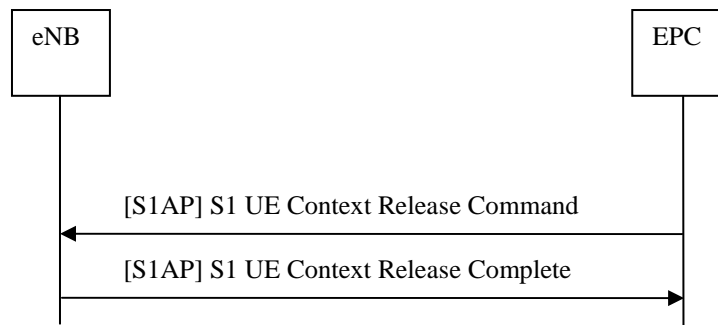 eNB
EPC
[S1AP] S1 UE Context Release Command
[S1AP] S1 UE Context Release Complete